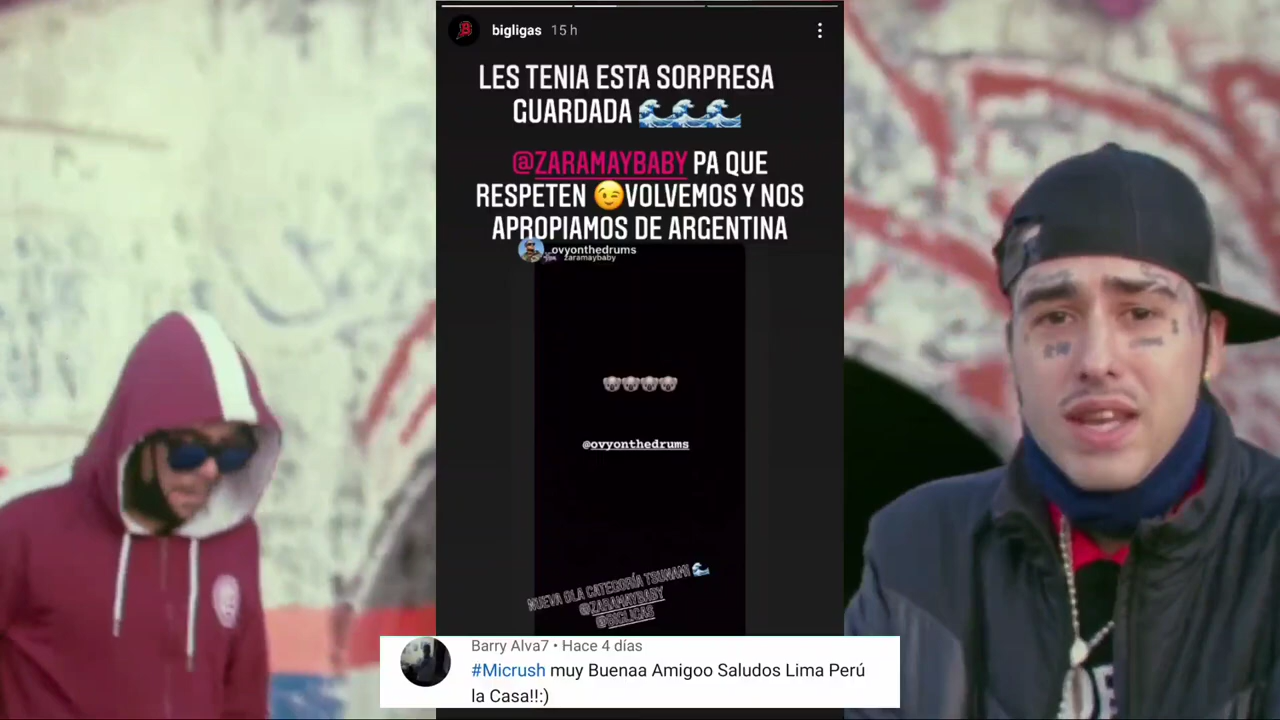 bigligas 15 h
LES TENIA ESTA SORPRESA
GUARDADA 🌊🌊🌊
@ZARAMAYBABY PA QUE
RESPETEN 😉VOLVEMOS Y NOS
APROPIAMOS DE ARGENTINA
ovyonthedrums
zaramaybaby
🐨🐨🐨🐨
@ovyonthedrums
NUEVA OLA CATEGORÍA TSUNAMI 🌊
@ZARAMAYBABY
@BIGLIGAS
Barry Alva7 • Hace 4 días
#Micrush muy Buenaa Amigoo Saludos Lima Perú
la Casa!!:)